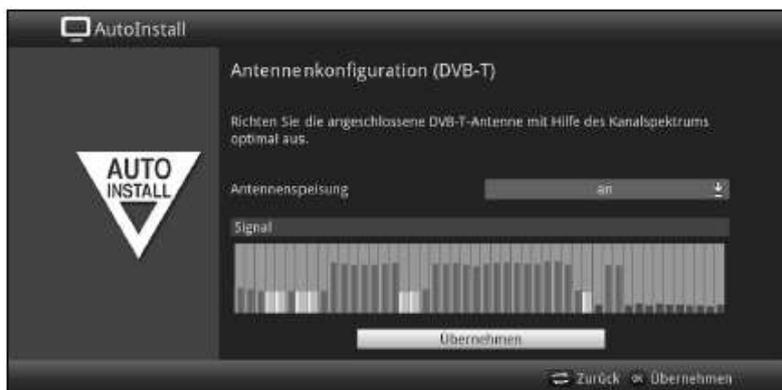 AutoInstall
Antennenkonfiguration (DVB-T)
Richten Sie die angeschlossene DVB-T-Antenne mit Hilfe des Kanalspektrums
optimal aus.
AUTO
INSTALL
Antennenspeisung an
Signal
Übernehmen
Zurück OK Übernehmen